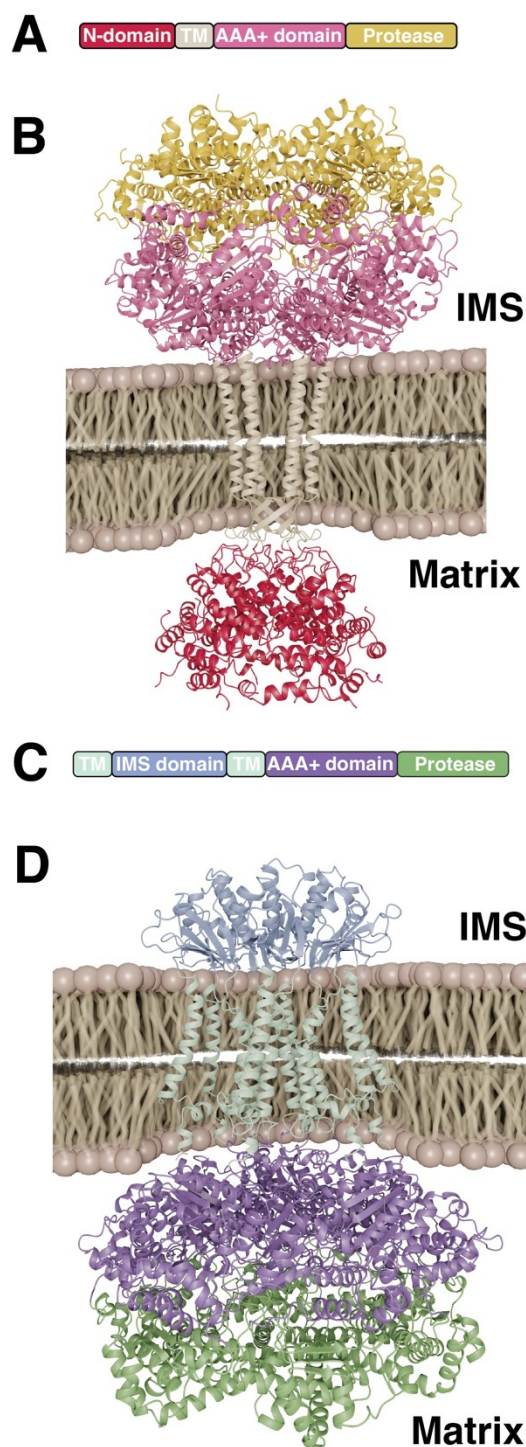 A
N-domain TM AAA+ domain Protease
B
IMS
Matrix
C
TM IMS domain TM AAA+ domain Protease
D
IMS
Matrix